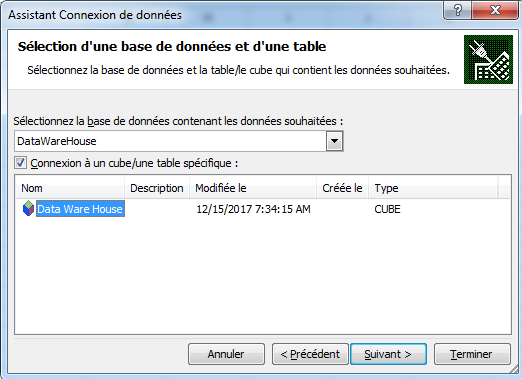 Assistant Connexion de données
Sélection d'une base de données et d'une table
Sélectionnez la base de données et la table/le cube qui contient les données souhaitées.
Sélectionnez la base de données contenant les données souhaitées :
DataWareHouse
Connexion à un cube/une table spécifique :
Nom Description Modifiée le Créée le Type
Data Ware House 12/15/2017 7:34:15 AM CUBE
Annuler < Précédent Suivant > Terminer